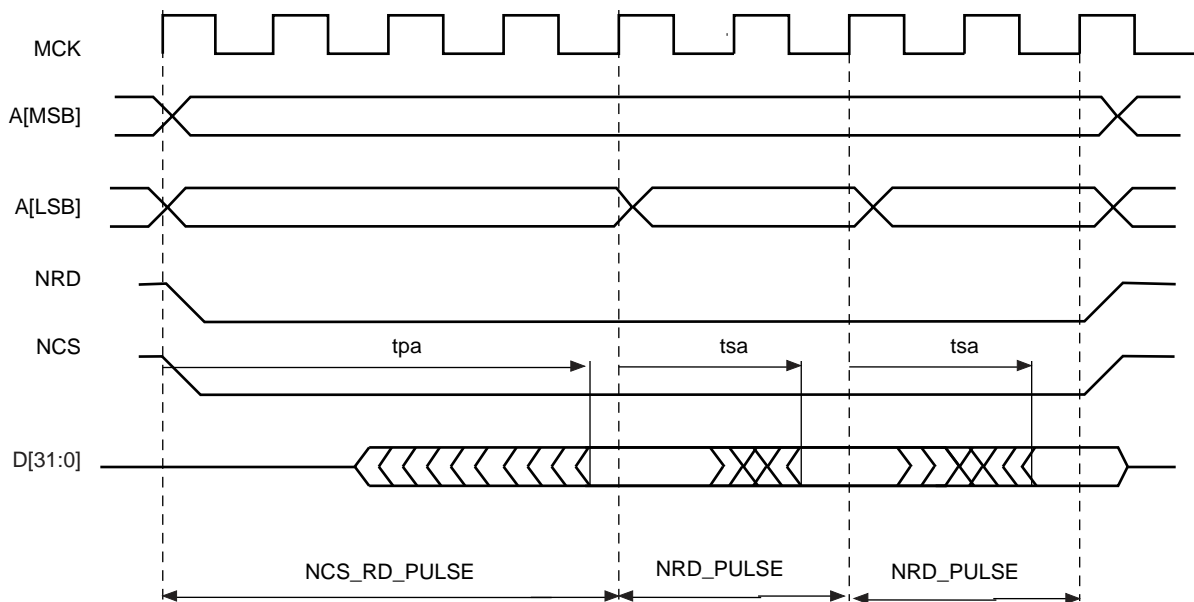 MCK
A[MSB]
A[LSB]
NRD
NCS
tpa
tsa
tsa
D[31:0]
NCS_RD_PULSE
NRD_PULSE
NRD_PULSE